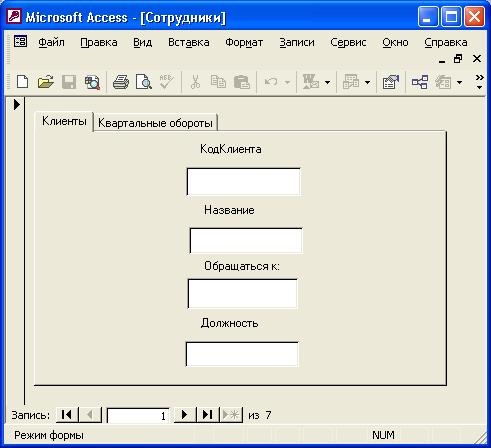 Microsoft Access - [Сотрудники]
Файл Правка Вид Вставка Формат Записи Сервис Окно Справка
Клиенты Квартальные обороты
КодКлиента
Название
Обращаться к:
Должность
Запись: 1 из 7
Режим формы NUM